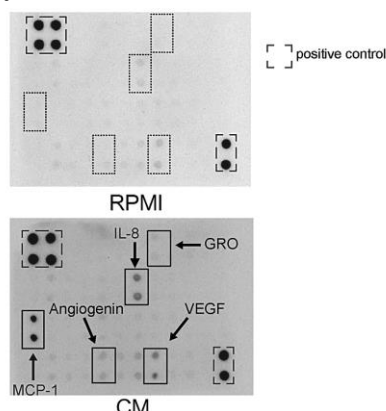 positive control
RPMI
IL-8
GRO
Angiogenin
VEGF
MCP-1
CM